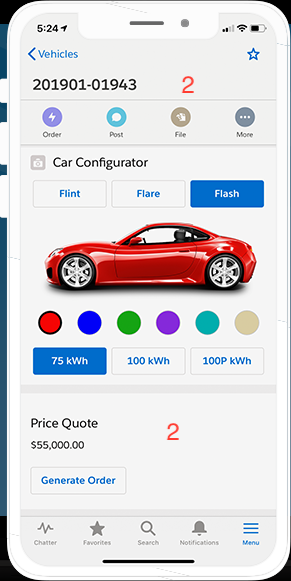 5:24
Vehicles
201901-01943 2
Order Post File More
Car Configurator
Flint Flare Flash
75 kWh 100 kWh 100P kWh
Price Quote
2
$55,000.00
Generate Order
Chatter Favorites Search Notifications Menu